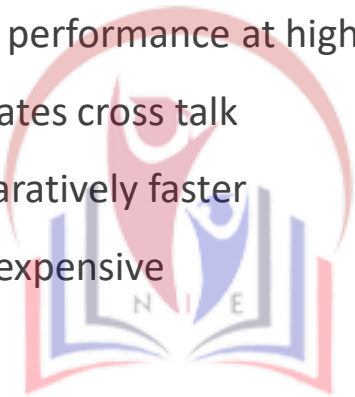 performance at high
ates cross talk
aratively faster
expensive
N I E